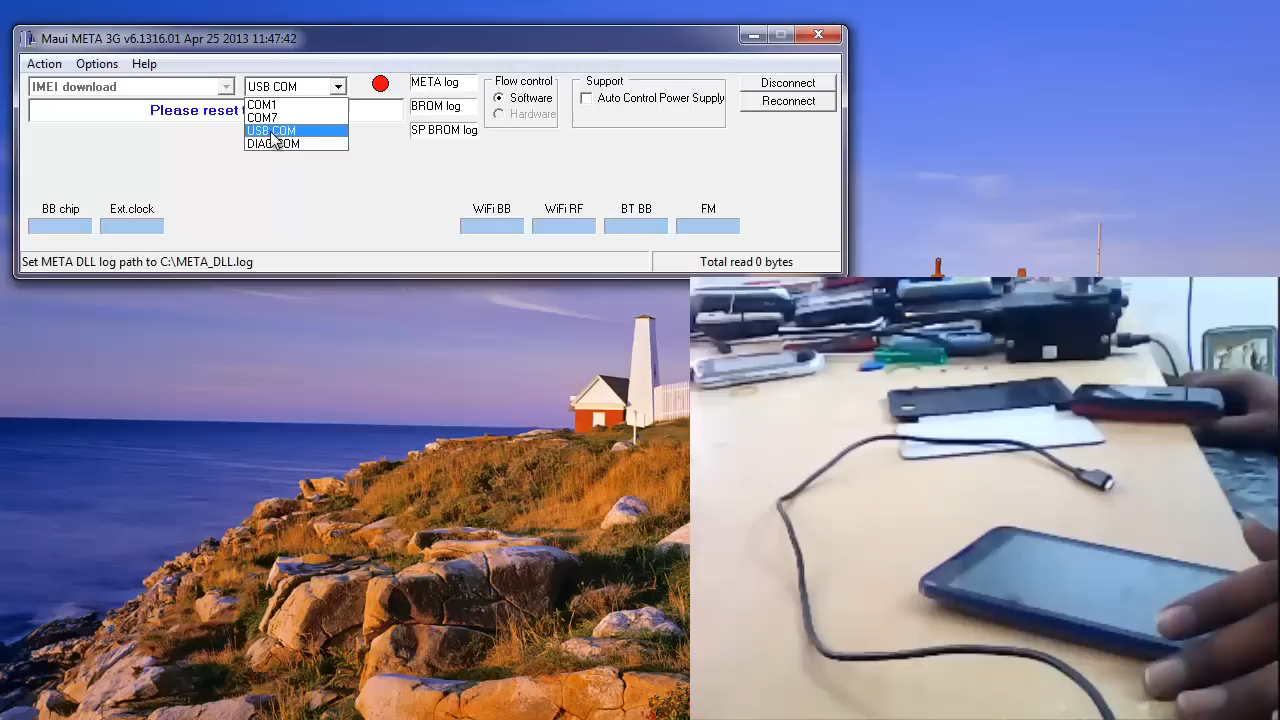 Maui META 3G v6.1316.01 Apr 25 2013 11:47:42
Action Options Help
IMEI download
USB COM
Please reset
COM1
COM7
USB COM
META log
BROM log
SP BROM log
Flow control
Software
Hardware
Support
Auto Control Power Supply
Disconnect
Reconnect
BB chip
Ext.clock
WiFi BB
WiFi RF
BT BB
FM
Set META DLL log path to C:\META_DLL.log
Total read 0 bytes